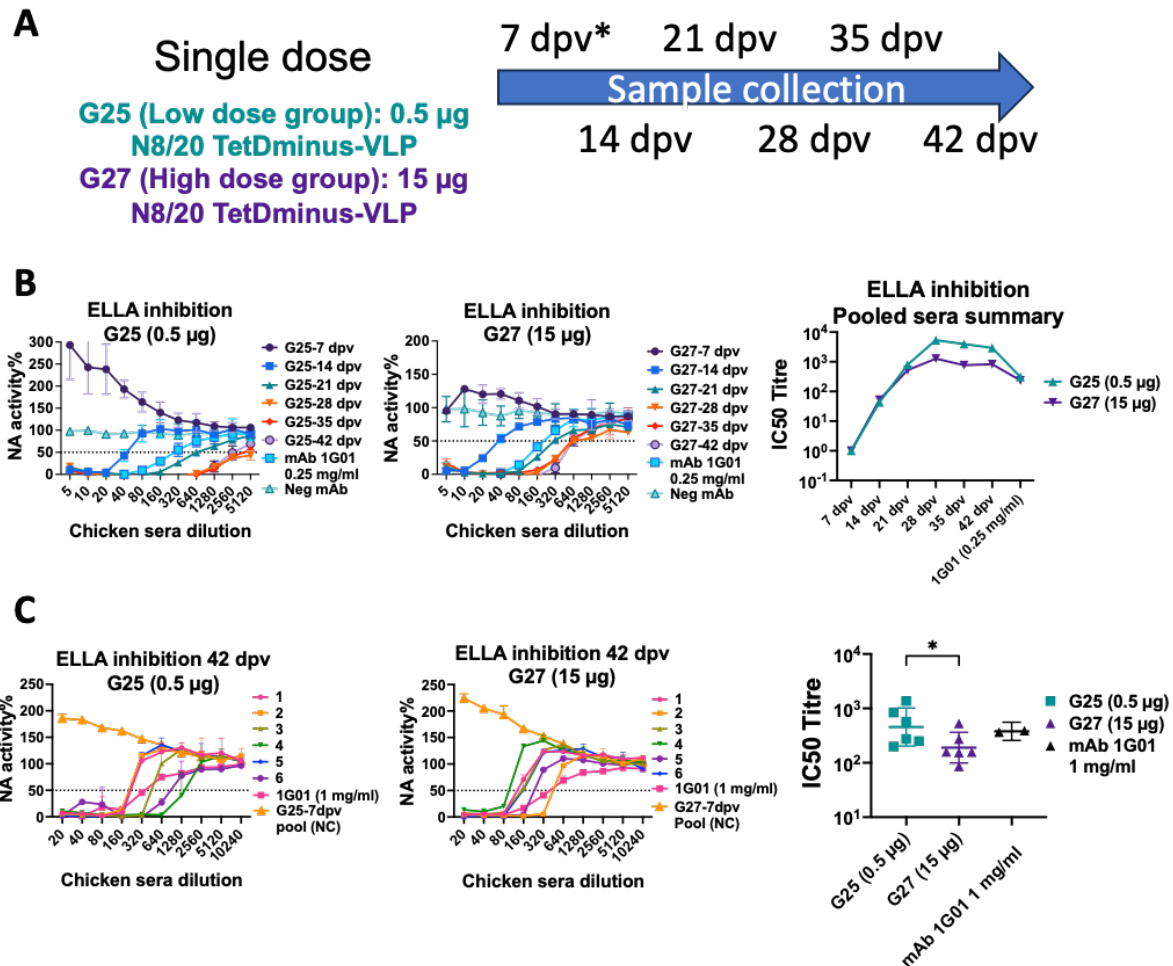 A
Single dose
G25 (Low dose group): 0.5 µg
N8/20 TetDminus-VLP
G27 (High dose group): 15 µg
N8/20 TetDminus-VLP
7 dpv*
21 dpv
35 dpv
Sample collection
14 dpv
28 dpv
42 dpv
B
ELLA inhibition
G25 (0.5 µg)
NA activity%
300
250
200
150
100
50
0
5
10
20
40
80
160
320
640
1280
2560
5120
Chicken sera dilution
G25-7 dpv
G25-14 dpv
G25-21 dpv
G25-28 dpv
G25-35 dpv
G25-42 dpv
mAb 1G01
0.25 mg/ml
Neg mAb
ELLA inhibition
G27 (15 µg)
NA activity%
200
150
100
50
0
5
10
20
40
80
160
320
640
1280
2560
5120
Chicken sera dilution
G27-7 dpv
G27-14 dpv
G27-21 dpv
G27-28 dpv
G27-35 dpv
G27-42 dpv
mAb 1G01
0.25 mg/ml
Neg mAb
ELLA inhibition
Pooled sera summary
IC50 Titre
10⁴
10³
10²
10¹
10⁰
10⁻¹
7 dpv
14 dpv
21 dpv
28 dpv
35 dpv
42 dpv
1G01 (0.25 mg/ml)
G25 (0.5 µg)
G27 (15 µg)
C
ELLA inhibition 42 dpv
G25 (0.5 µg)
NA activity%
250
200
150
100
50
0
20
40
80
160
320
640
1280
2560
5120
10240
Chicken sera dilution
1
2
3
4
5
6
1G01 (1 mg/ml)
G25-7dpv
pool (NC)
ELLA inhibition 42 dpv
G27 (15 µg)
NA activity%
250
200
150
100
50
0
20
40
80
160
320
640
1280
2560
5120
10240
Chicken sera dilution
1
2
3
4
5
6
1G01 (1 mg/ml)
G27-7dpv
Pool (NC)
IC50 Titre
10⁴
10³
10²
10¹
*
G25 (0.5 µg)
G27 (15 µg)
mAb 1G01 1 mg/ml
G25 (0.5 µg)
G27 (15 µg)
mAb 1G01
1 mg/ml